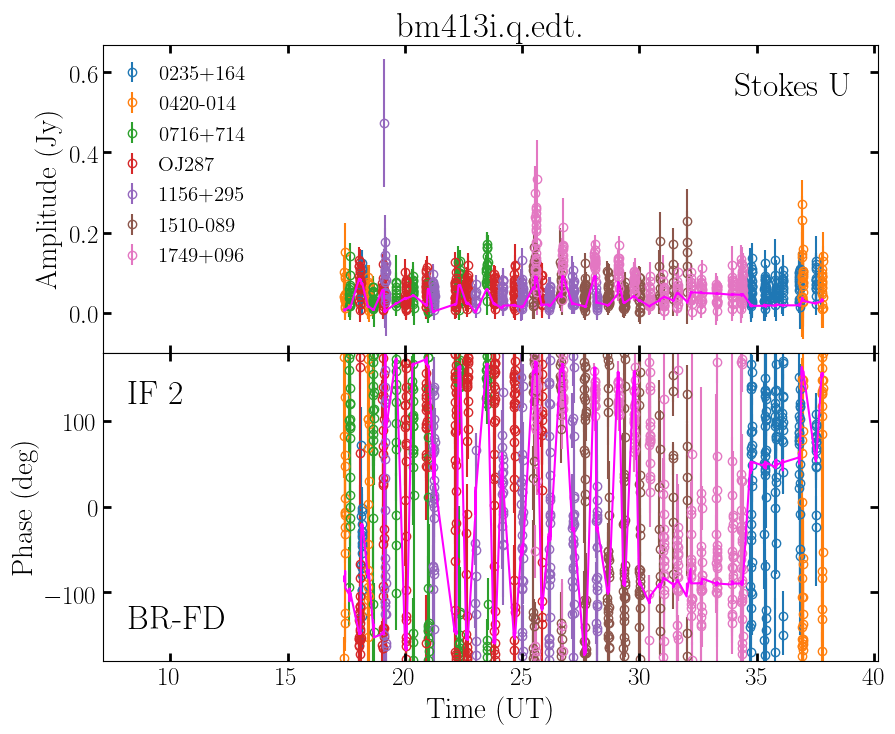 bm413i.q.edt.
Amplitude (Jy)
0.6
0.4
0.2
0.0
0235+164
0420-014
0716+714
OJ287
1156+295
1510-089
1749+096
Stokes U
Phase (deg)
100
0
−100
IF 2
BR-FD
10 15 20 25 30 35 40
Time (UT)